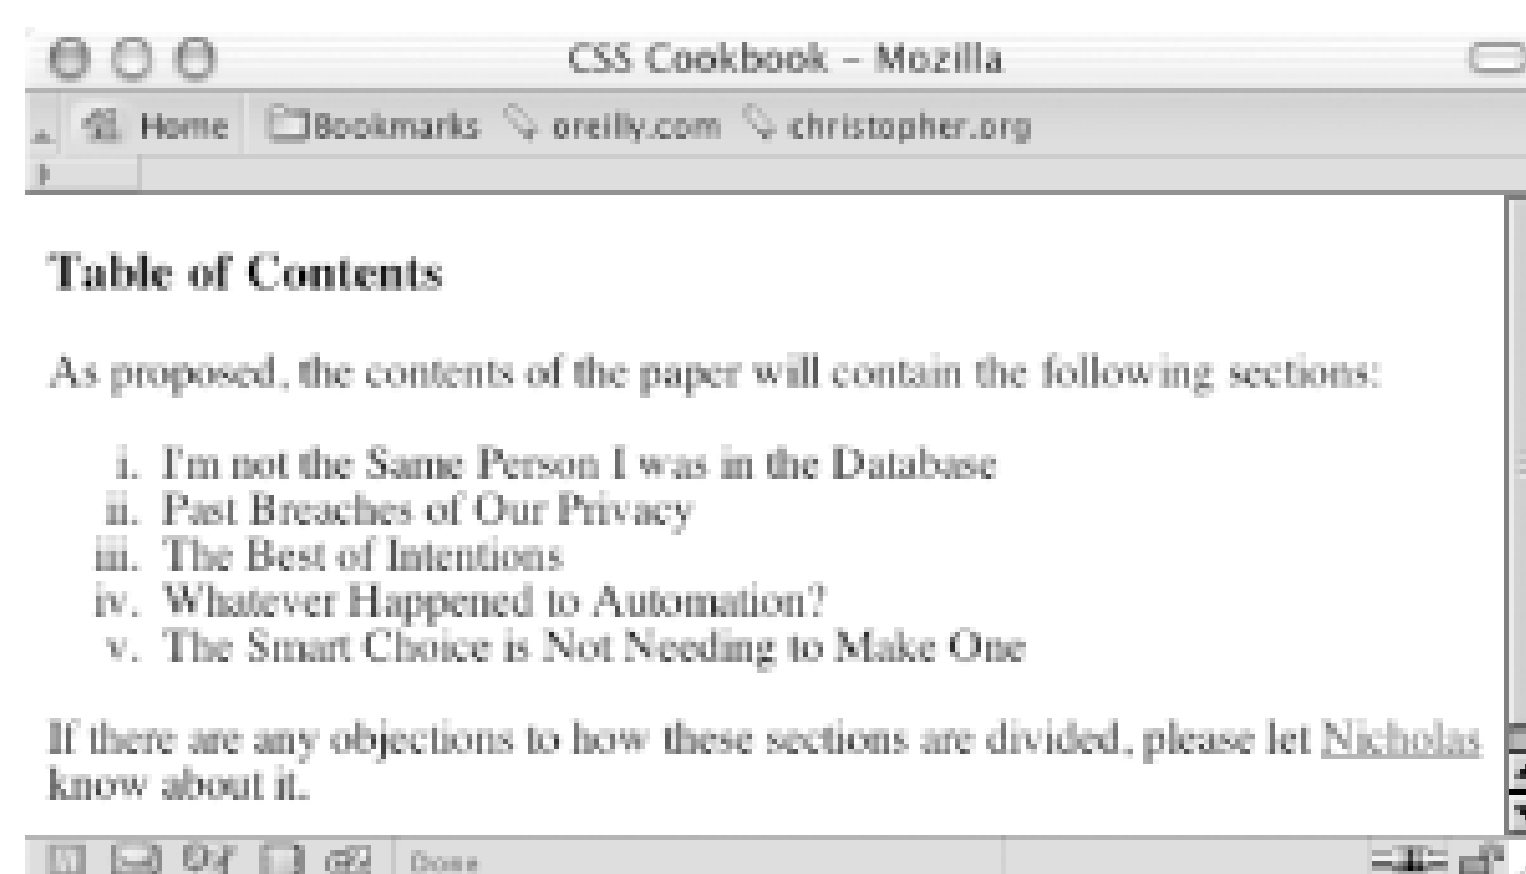 CSS Cookbook – Mozilla
Home Bookmarks oreilly.com christopher.org
Table of Contents
As proposed, the contents of the paper will contain the following sections:
i. I'm not the Same Person I was in the Database
ii. Past Breaches of Our Privacy
iii. The Best of Intentions
iv. Whatever Happened to Automation?
v. The Smart Choice is Not Needing to Make One
If there are any objections to how these sections are divided, please let Nicholas
know about it.
Done